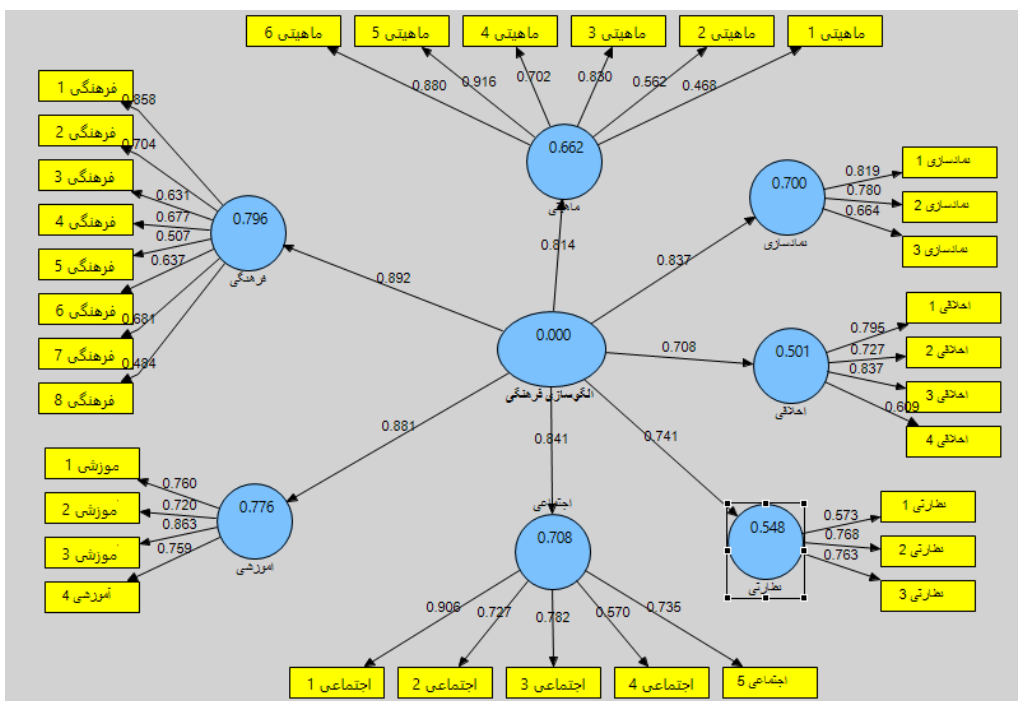 ماهیتی 1
ماهیتی 2
ماهیتی 3
ماهیتی 4
ماهیتی 5
ماهیتی 6
0.468
0.562
0.830
0.702
0.916
0.880
0.662
ماهیتی
0.814
نمادسازی 1
نمادسازی 2
نمادسازی 3
0.819
0.780
0.664
0.700
نمادسازی
0.837
فرهنگی 1
فرهنگی 2
فرهنگی 3
فرهنگی 4
فرهنگی 5
فرهنگی 6
فرهنگی 7
فرهنگی 8
0.858
0.704
0.631
0.677
0.507
0.637
0.681
0.484
0.796
فرهنگی
0.892
0.000
الگوسازی فرهنگی
اخلاقی 1
اخلاقی 2
اخلاقی 3
اخلاقی 4
0.795
0.727
0.837
0.609
0.501
اخلاقی
0.708
نظارتی 1
نظارتی 2
نظارتی 3
0.573
0.768
0.763
0.548
نظارتی
0.741
اجتماعی
0.708
0.841
0.906
0.727
0.782
0.570
0.735
اجتماعی 5
اجتماعی 4
اجتماعی 3
اجتماعی 2
اجتماعی 1
موزشی 1
آموزشی 2
آموزشی 3
آموزشی 4
0.760
0.720
0.863
0.759
0.776
اموزشی
0.881